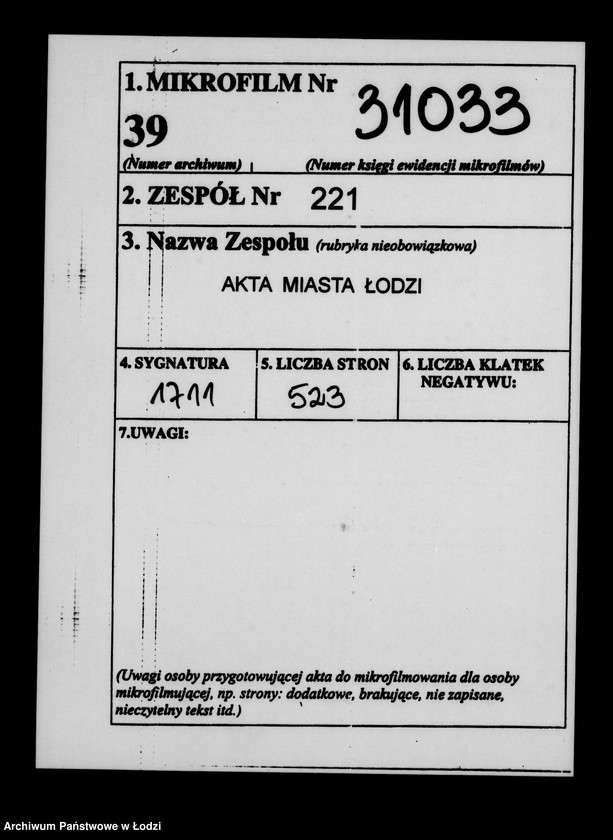 1. MIKROFILM Nr 31033
39
(Numer archiwum) (Numer księgi ewidencji mikrofilmów)
2. ZESPÓŁ Nr 221
3. Nazwa Zespołu (rubryka nieobowiązkowa)
AKTA MIASTA ŁODZI
4. SYGNATURA 5. LICZBA STRON 6. LICZBA KLATEK
NEGATYWU:
1711 523
7.UWAGI:
(Uwagi osoby przygotowującej akta do mikrofilmowania dla osoby
mikrofilmującej, np. strony: dodatkowe, brakujące, nie zapisane,
nieczytelny tekst itd.)
Archiwum Państwowe w Łodzi